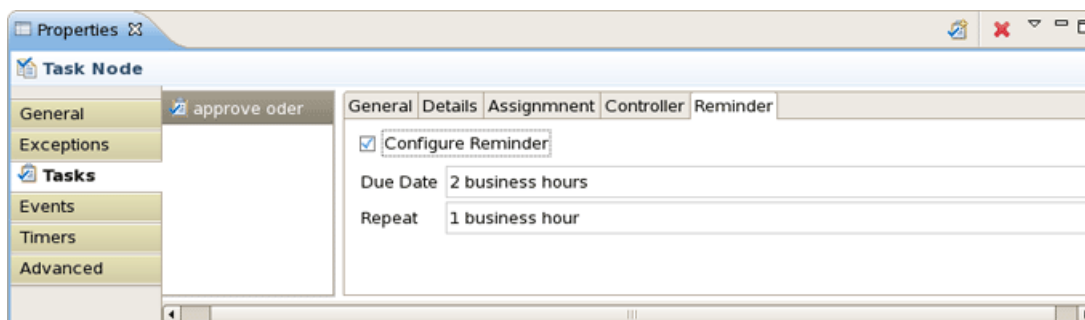 Properties
Task Node
General
Exceptions
Tasks
Events
Timers
Advanced
approve oder
General Details Assignmnent Controller Reminder
Configure Reminder
Due Date 2 business hours
Repeat 1 business hour